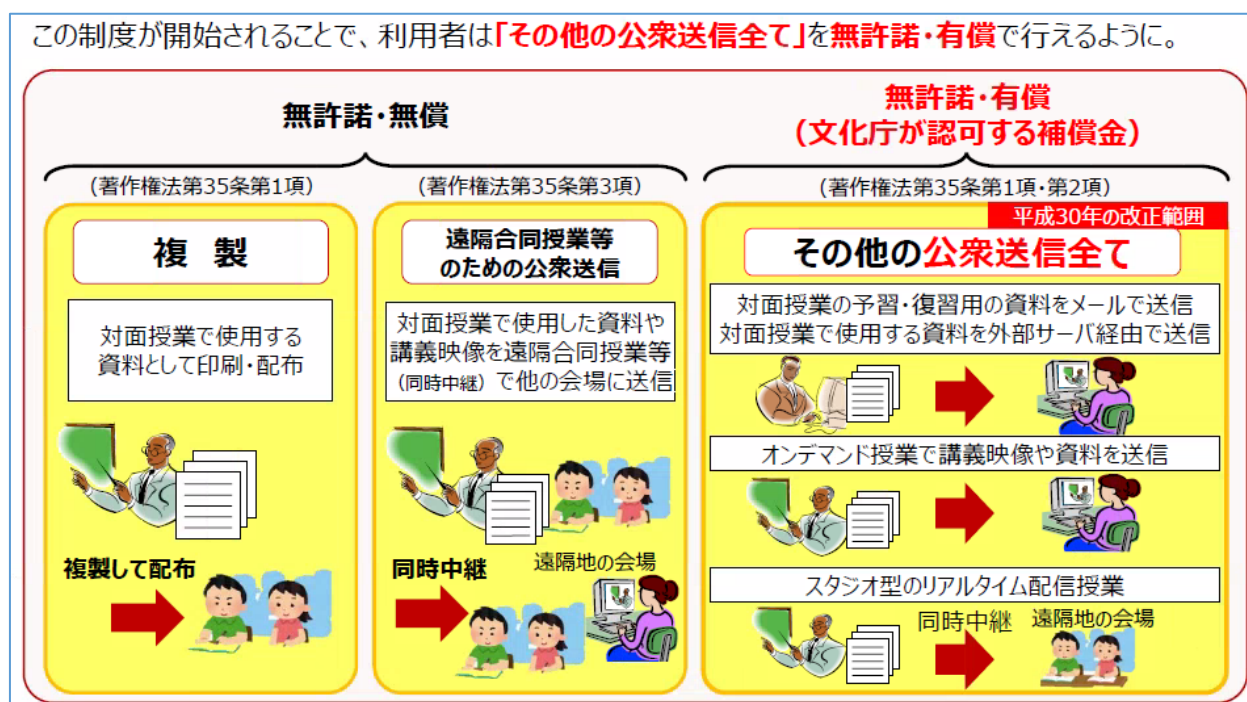 この制度が開始されることで、利用者は「その他の公衆送信全て」を無許諾・有償で行えるように。
無許諾・無償
無許諾・有償
(文化庁が認可する補償金)
(著作権法第35条第1項)
(著作権法第35条第3項)
(著作権法第35条第1項・第2項)
複 製
対面授業で使用する
資料として印刷・配布
複製して配布
遠隔合同授業等
のための公衆送信
対面授業で使用した資料や
講義映像を遠隔合同授業等
(同時中継)で他の会場に送信
同時中継
遠隔地の会場
平成30年の改正範囲
その他の公衆送信全て
対面授業の予習・復習用の資料をメールで送信
対面授業で使用する資料を外部サーバ経由で送信
オンデマンド授業で講義映像や資料を送信
スタジオ型のリアルタイム配信授業
同時中継
遠隔地の会場